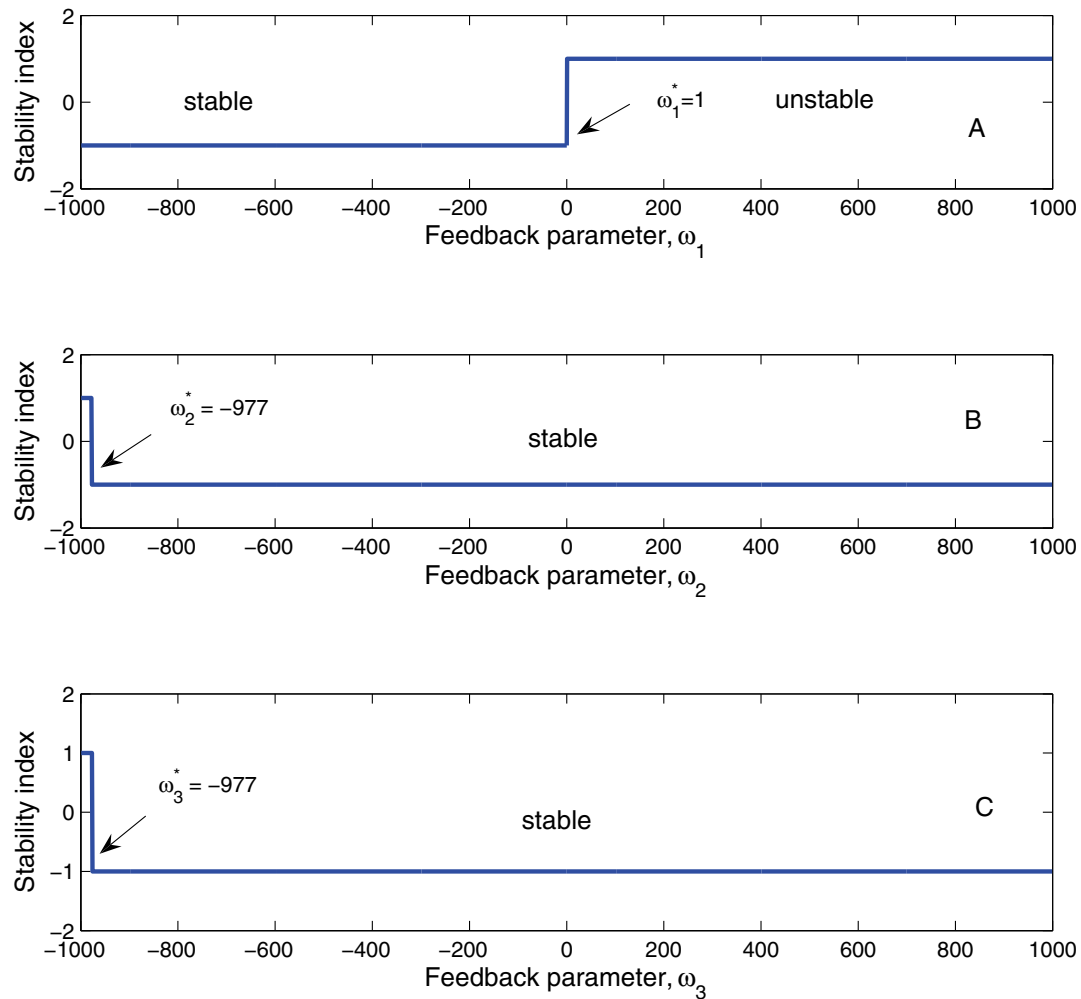 2
0
−2
Stability index
stable
ω₁*=1
unstable
A
−1000 −800 −600 −400 −200 0 200 400 600 800 1000
Feedback parameter, ω₁
2
0
−2
Stability index
ω₂* = −977
stable
B
−1000 −800 −600 −400 −200 0 200 400 600 800 1000
Feedback parameter, ω₂
2
1
0
−1
−2
Stability index
ω₃* = −977
stable
C
−1000 −800 −600 −400 −200 0 200 400 600 800 1000
Feedback parameter, ω₃